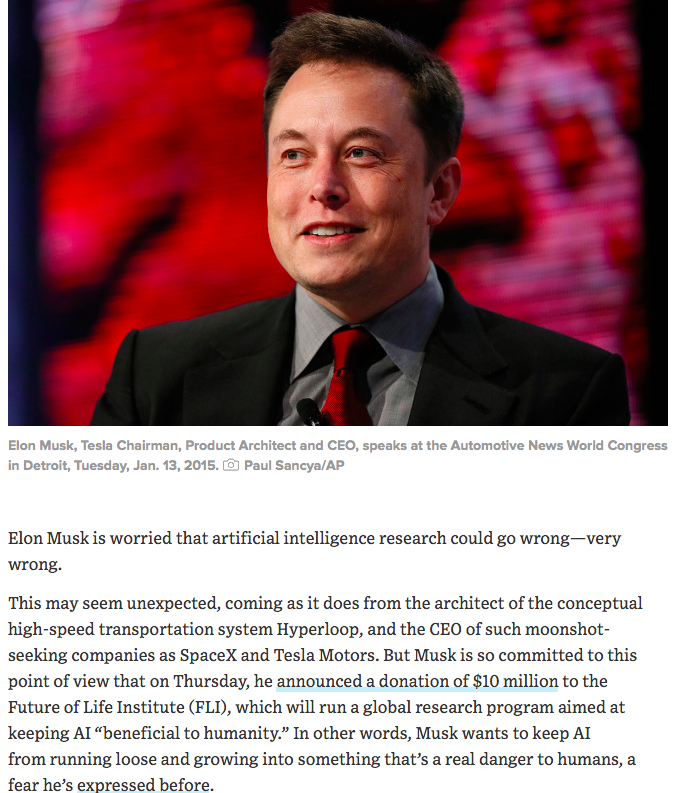 Elon Musk, Tesla Chairman, Product Architect and CEO, speaks at the Automotive News World Congress
in Detroit, Tuesday, Jan. 13, 2015. Paul Sancya/AP
Elon Musk is worried that artificial intelligence research could go wrong—very
wrong.
This may seem unexpected, coming as it does from the architect of the conceptual
high-speed transportation system Hyperloop, and the CEO of such moonshot-
seeking companies as SpaceX and Tesla Motors. But Musk is so committed to this
point of view that on Thursday, he announced a donation of $10 million to the
Future of Life Institute (FLI), which will run a global research program aimed at
keeping AI “beneficial to humanity.” In other words, Musk wants to keep AI
from running loose and growing into something that’s a real danger to humans, a
fear he’s expressed before.